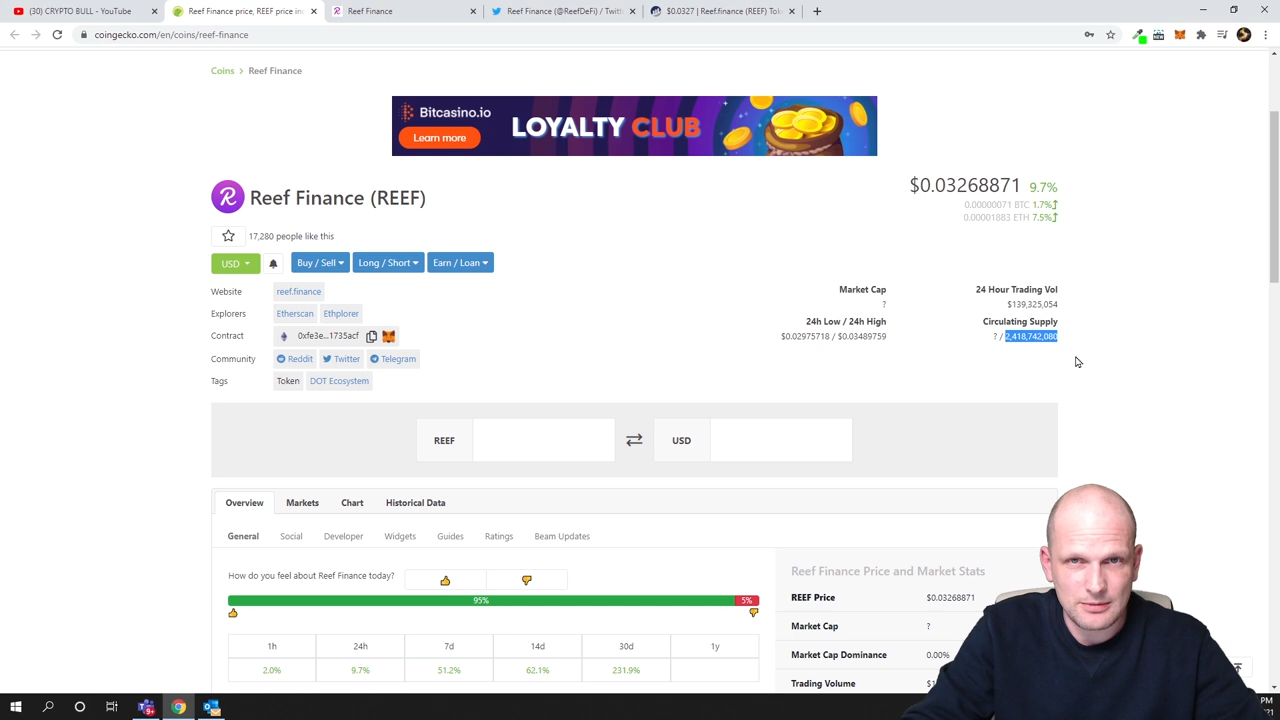 (30) CRYPTO BULL - YouTube
Reef Finance price, REEF price in
Reef Finance
Reef Finance (@ReefDeFi) / Twitt
$0.0327 | Reef.finance (REEF) Tok
coingecko.com/en/coins/reef-finance
Coins > Reef Finance
Bitcasino.io
Learn more
LOYALTY CLUB
Reef Finance (REEF)
$0.03268871 9.7%
0.00000071 BTC 1.7%
0.00001883 ETH 7.5%
17,280 people like this
USD
Buy / Sell
Long / Short
Earn / Loan
Website reef.finance
Explorers Etherscan Ethplorer
Contract 0xfe3e...1735acf
Community Reddit Twitter Telegram
Tags Token DOT Ecosystem
Market Cap
?
24 Hour Trading Vol
$139,325,054
24h Low / 24h High
$0.02975718 / $0.03489759
Circulating Supply
? / 2,418,742,080
REEF
USD
Overview Markets Chart Historical Data
General Social Developer Widgets Guides Ratings Beam Updates
How do you feel about Reef Finance today?
95% 5%
1h 24h 7d 14d 30d 1y
2.0% 9.7% 51.2% 62.1% 231.9%
Reef Finance Price and Market Stats
REEF Price $0.03268871
Market Cap ?
Market Cap Dominance 0.00%
Trading Volume
9+
PM